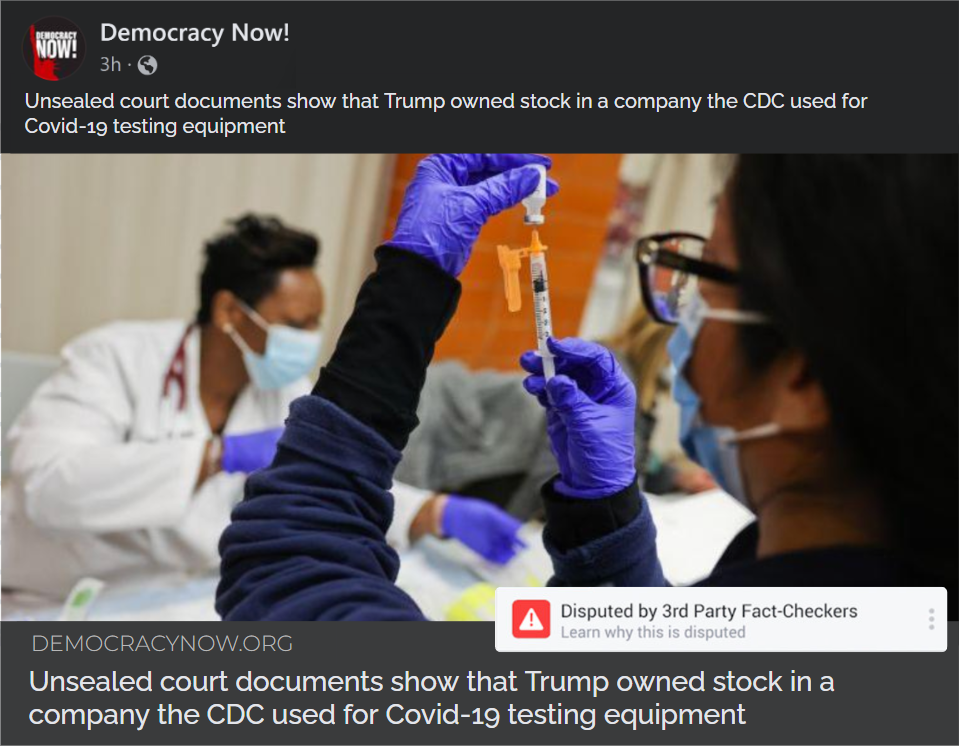 DEMOCRACY
NOW!
Democracy Now!
3h ·
Unsealed court documents show that Trump owned stock in a company the CDC used for
Covid-19 testing equipment
Disputed by 3rd Party Fact-Checkers
Learn why this is disputed
DEMOCRACYNOW.ORG
Unsealed court documents show that Trump owned stock in a
company the CDC used for Covid-19 testing equipment